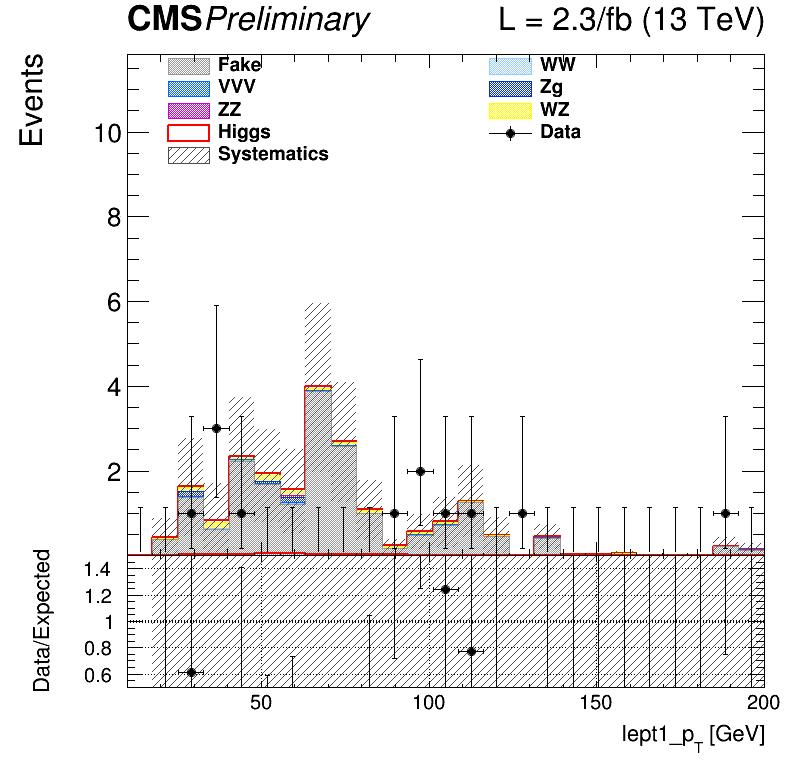 CMS Preliminary L = 2.3/fb (13 TeV)
Events
Fake WW
VVV Zg
ZZ WZ
Higgs Data
Systematics
10
8
6
4
2
Data/Expected
1.4
1.2
1
0.8
0.6
50 100 150 200
lept1_p_T [GeV]